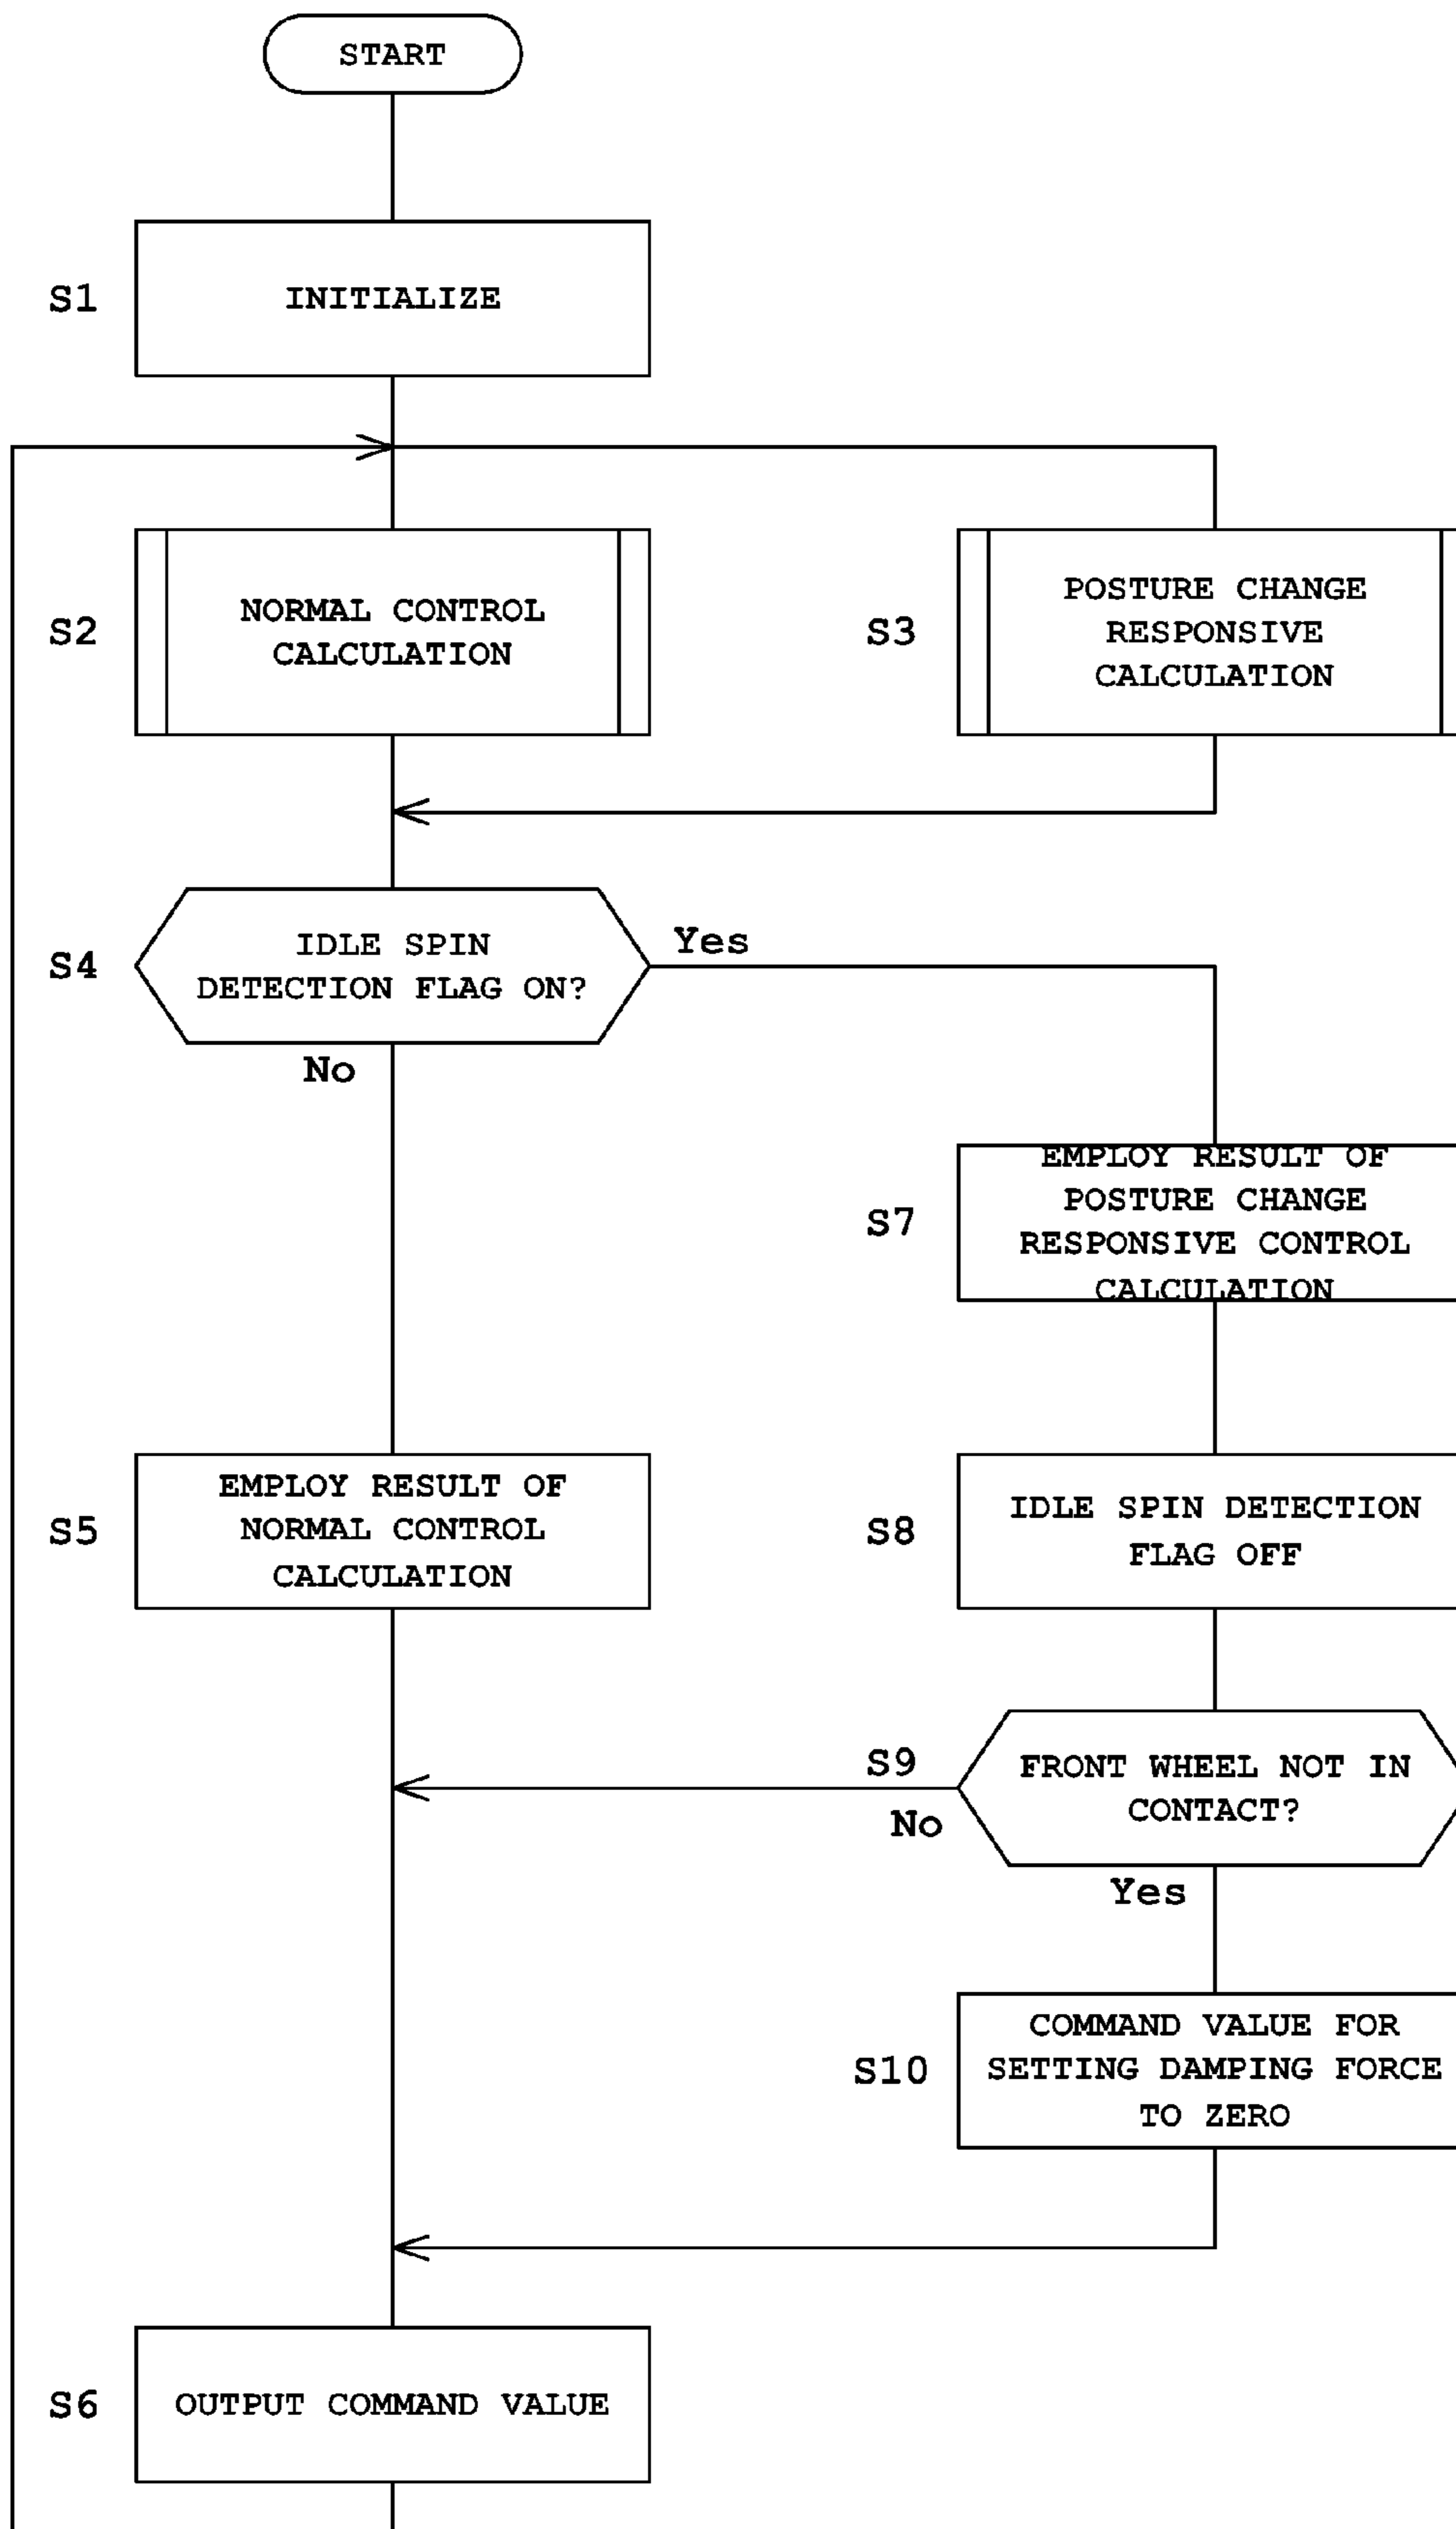 START
S1
INITIALIZE
S2
NORMAL CONTROL
CALCULATION
S3
POSTURE CHANGE
RESPONSIVE
CALCULATION
S4
IDLE SPIN
DETECTION FLAG ON?
Yes
No
S7
EMPLOY RESULT OF
POSTURE CHANGE
RESPONSIVE CONTROL
CALCULATION
S5
EMPLOY RESULT OF
NORMAL CONTROL
CALCULATION
S8
IDLE SPIN DETECTION
FLAG OFF
S9
FRONT WHEEL NOT IN
CONTACT?
No
Yes
S10
COMMAND VALUE FOR
SETTING DAMPING FORCE
TO ZERO
S6
OUTPUT COMMAND VALUE